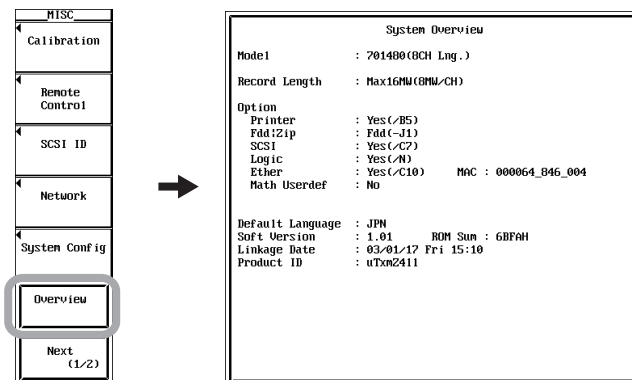 MISC
Calibration
Remote
Control
SCSI ID
Network
System Config
Overview
Next
(1/2)
System Overview
Model : 701480(8CH Lng.)
Record Length : Max16MW(8MW/CH)
Option
Printer : Yes(/B5)
Fdd¦Zip : Fdd(-J1)
SCSI : Yes(/C7)
Logic : Yes(/N)
Ether : Yes(/C10) MAC : 000064_846_004
Math Userdef : No
Default Language : JPN
Soft Version : 1.01 ROM Sum : 6BFAH
Linkage Date : 03/01/17 Fri 15:10
Product ID : uTxmZ411